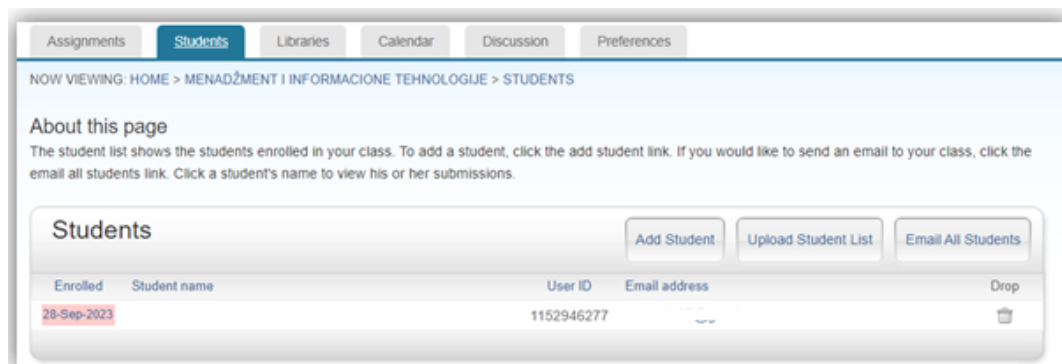 Assignments Students Libraries Calendar Discussion Preferences
NOW VIEWING: HOME > MENADŽMENT I INFORMACIONE TEHNOLOGIJE > STUDENTS
About this page
The student list shows the students enrolled in your class. To add a student, click the add student link. If you would like to send an email to your class, click the
email all students link. Click a student's name to view his or her submissions.
Students Add Student Upload Student List Email All Students
Enrolled Student name User ID Email address Drop
28-Sep-2023 1152946277